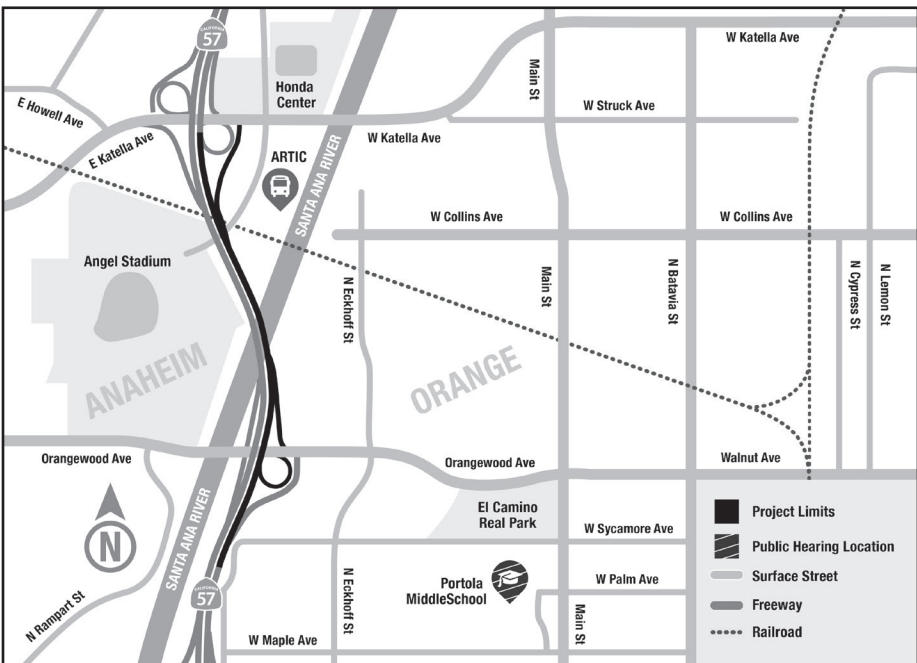 CALIFORNIA
57
W Katella Ave
Honda
Center
Main St
E Howell Ave
W Struck Ave
E Katella Ave
W Katella Ave
ARTIC
SANTA ANA RIVER
W Collins Ave
W Collins Ave
Angel Stadium
N Eckhoff St
Main St
N Batavia St
N Cypress St
N Lemon St
ANAHEIM
ORANGE
Orangewood Ave
Orangewood Ave
Walnut Ave
El Camino
Real Park
N
SANTA ANA RIVER
W Sycamore Ave
Portola
MiddleSchool
W Palm Ave
CALIFORNIA
57
N Rampart St
N Eckhoff St
Main St
W Maple Ave
Project Limits
Public Hearing Location
Surface Street
Freeway
Railroad